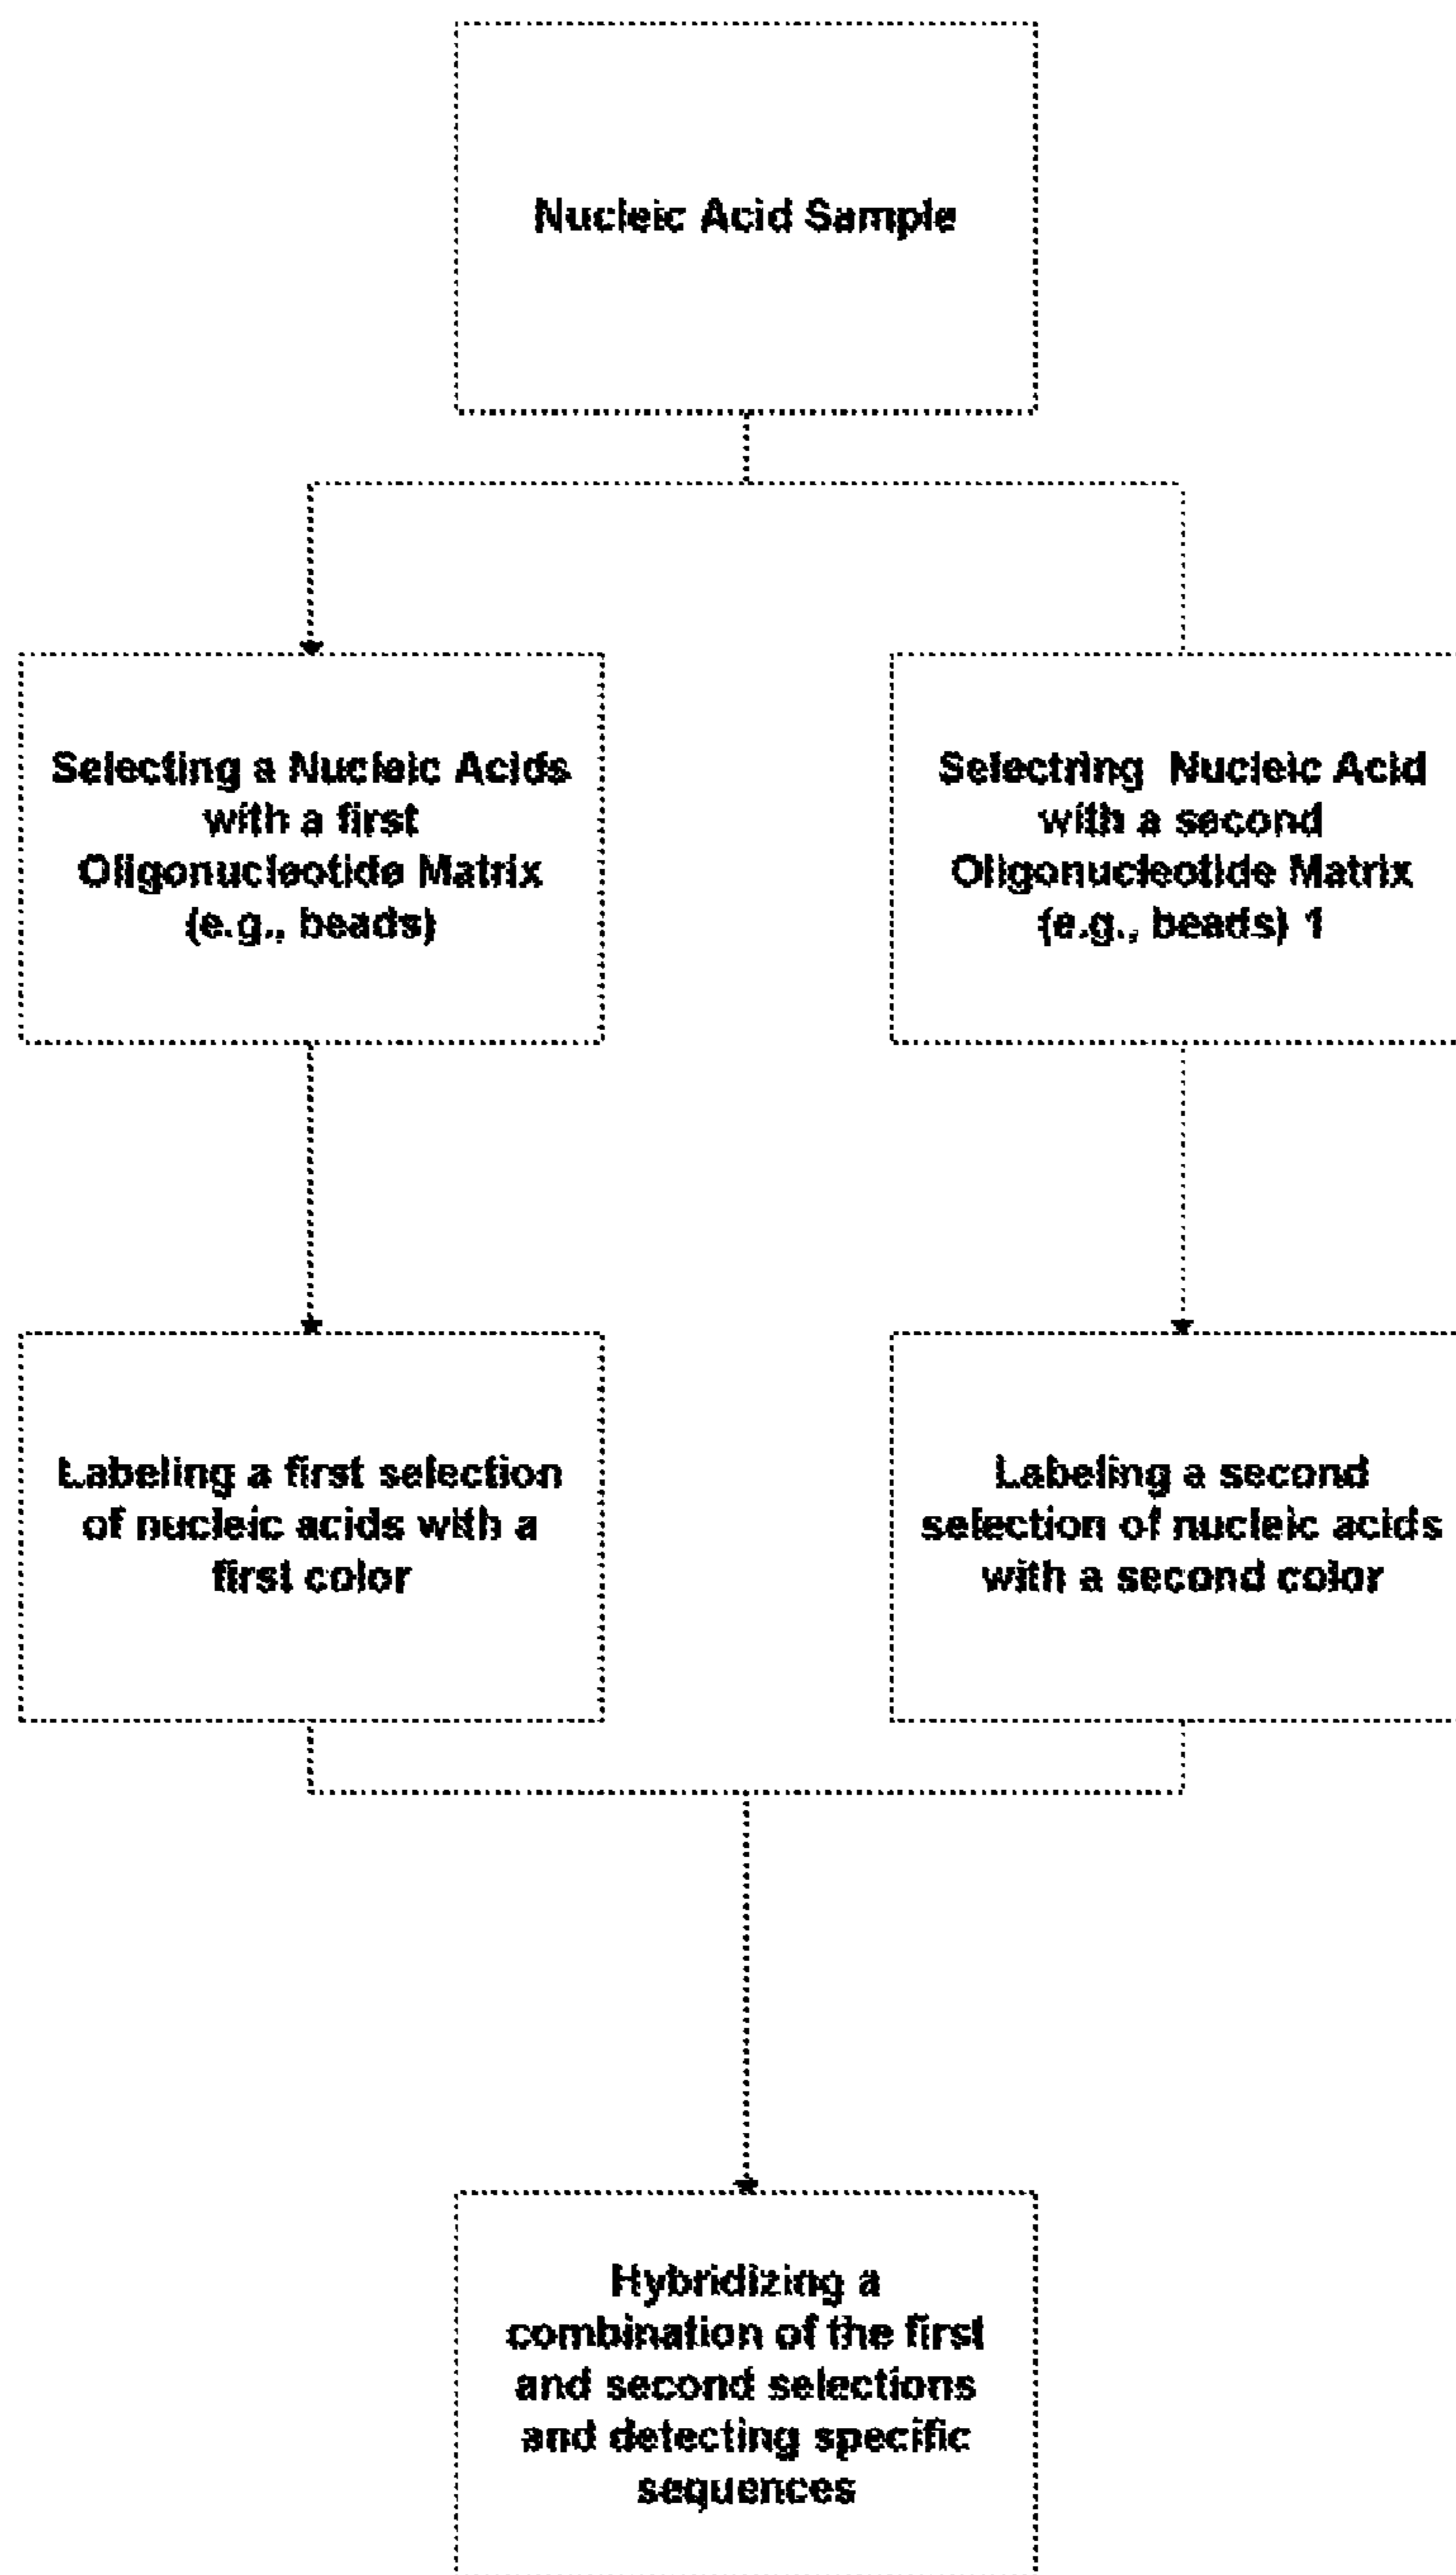 Nucleic Acid Sample
Selecting a Nucleic Acids
with a first
Oligonucleotide Matrix
(e.g., beads)
Selectring Nucleic Acid
with a second
Oligonucleotide Matrix
(e.g., beads) 1
Labeling a first selection
of nucleic acids with a
first color
Labeling a second
selection of nucleic acids
with a second color
Hybridizing a
combination of the first
and second selections
and detecting specific
sequences